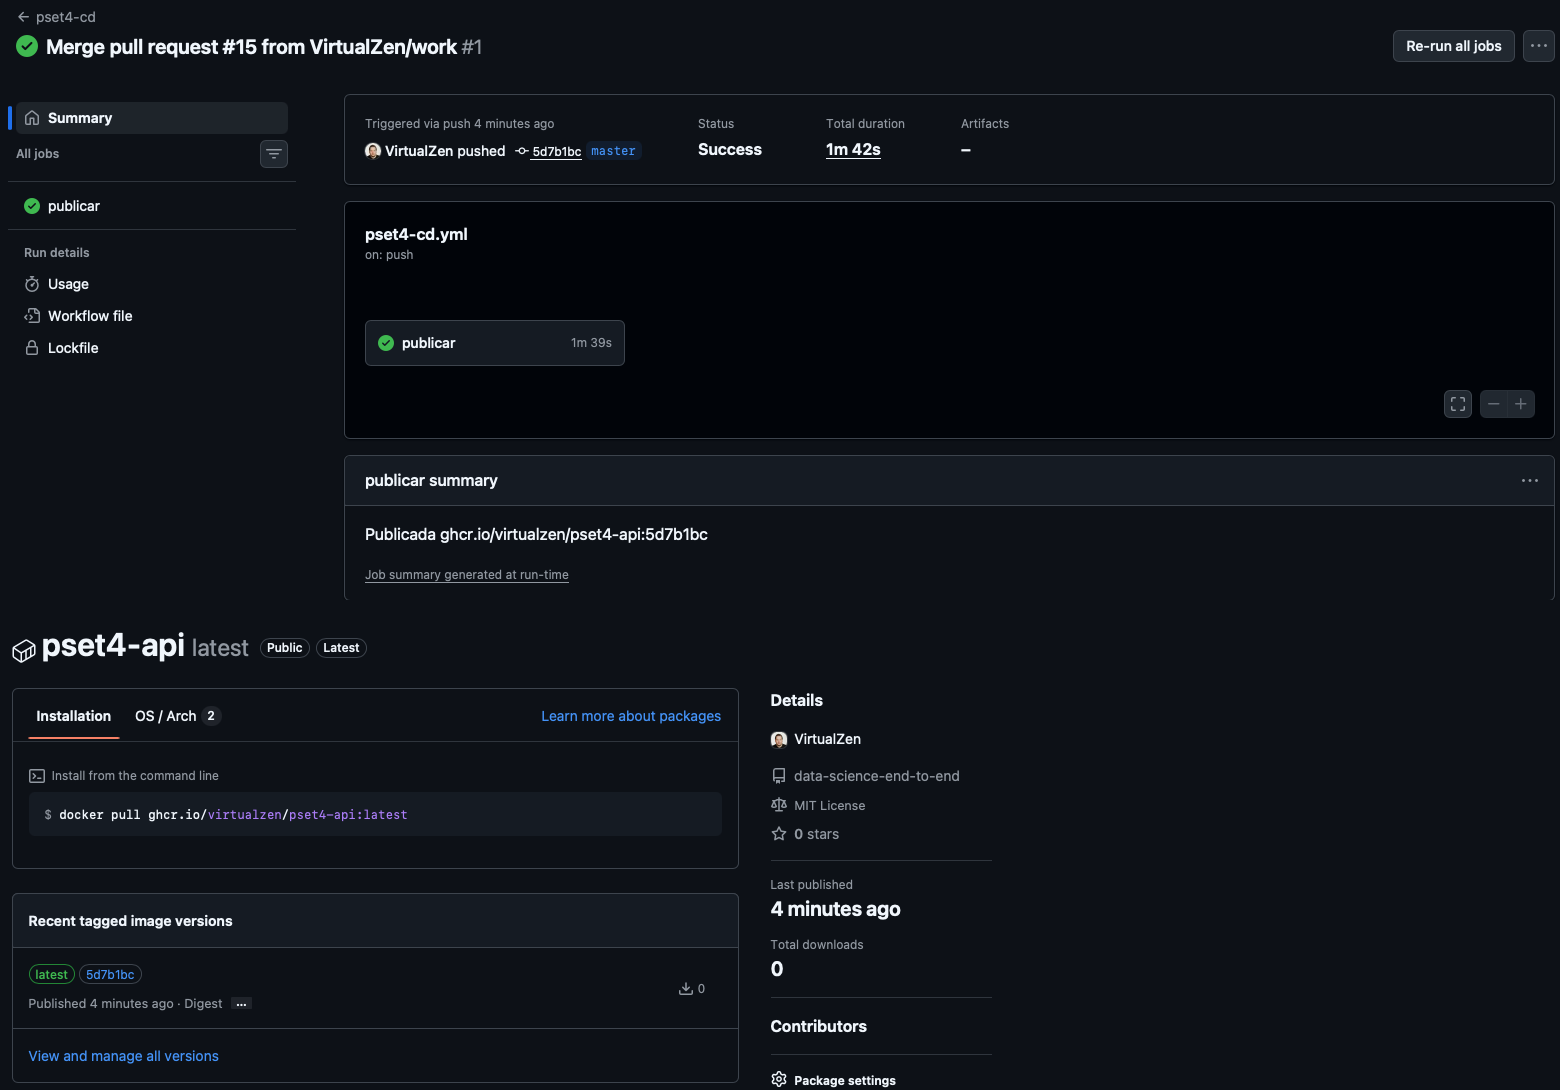 pset4-cd
Merge pull request #15 from VirtualZen/work #1
Re-run all jobs
Summary
All jobs
publicar
Run details
Usage
Workflow file
Lockfile
Triggered via push 4 minutes ago
VirtualZen pushed 5d7b1bc master
Status
Success
Total duration
1m 42s
Artifacts
–
pset4-cd.yml
on: push
publicar 1m 39s
publicar summary
Publicada ghcr.io/virtualzen/pset4-api:5d7b1bc
Job summary generated at run-time
pset4-api latest Public Latest
Installation OS / Arch 2 Learn more about packages
Install from the command line
$ docker pull ghcr.io/virtualzen/pset4-api:latest
Recent tagged image versions
latest 5d7b1bc
Published 4 minutes ago · Digest ...
0
View and manage all versions
Details
VirtualZen
data-science-end-to-end
MIT License
0 stars
Last published
4 minutes ago
Total downloads
0
Contributors
Package settings